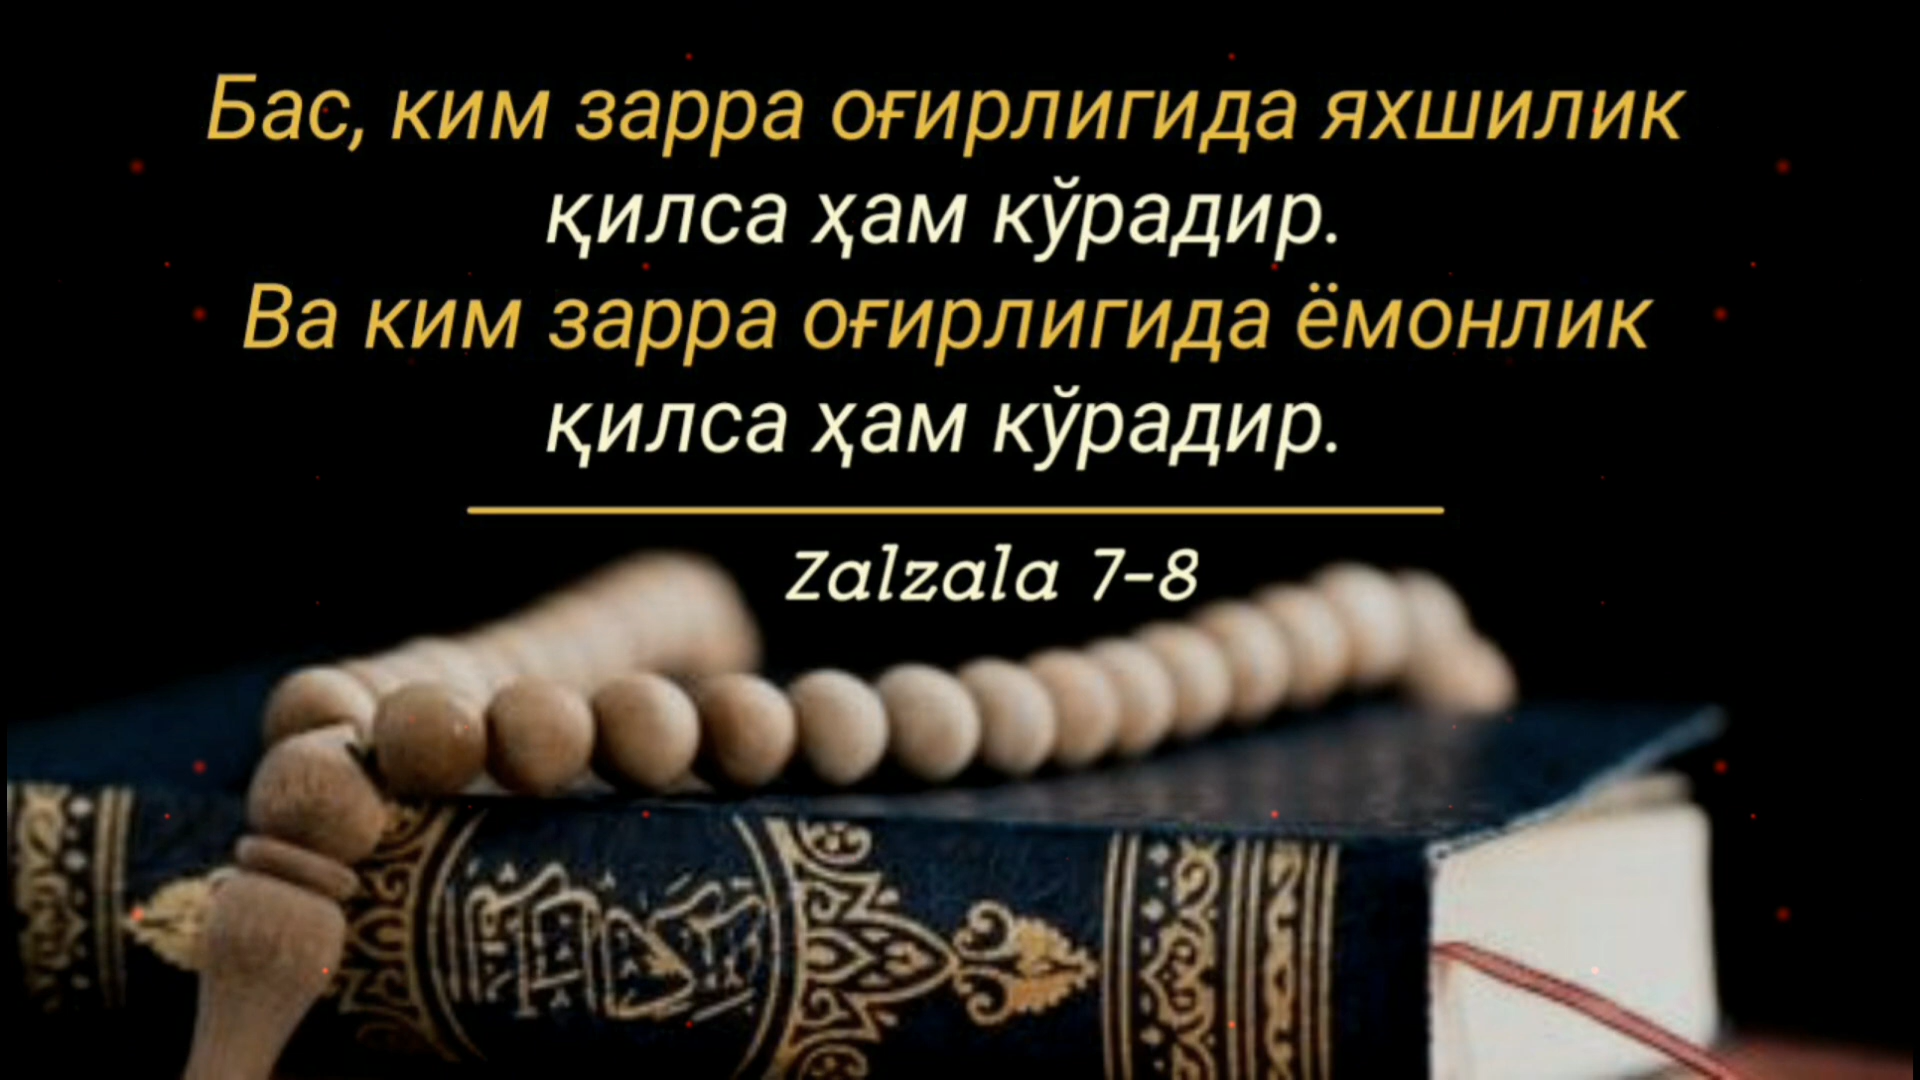 Бас, ким зарра оғирлигида яхшилик
қилса ҳам кўрадир.
Ва ким зарра оғирлигида ёмонлик
қилса ҳам кўрадир.
Zalzala 7-8